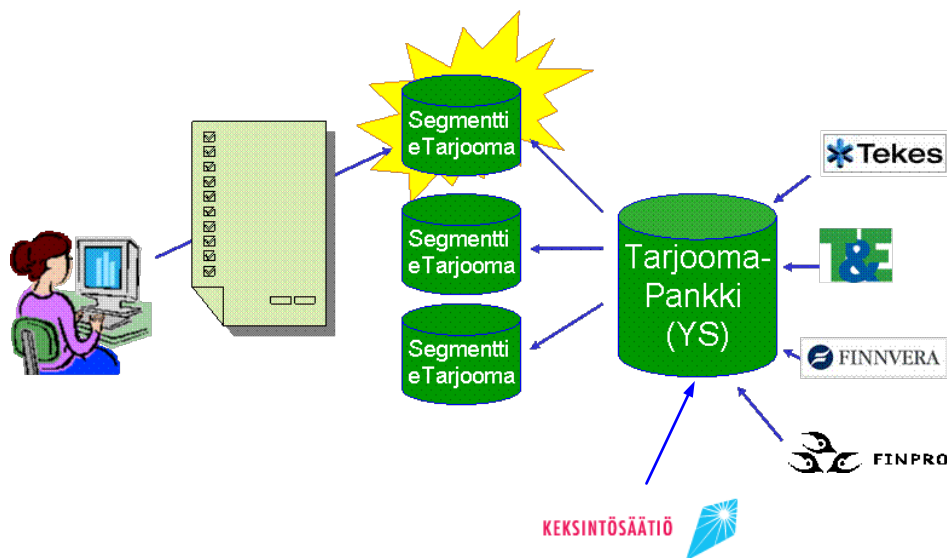 Segmentti
eTarjooma
Segmentti
eTarjooma
Segmentti
eTarjooma
Tarjooma-
Pankki
(YS)
Tekes
T&E
FINNVERA
FINPRO
KEKSINTÖSÄÄTIÖ